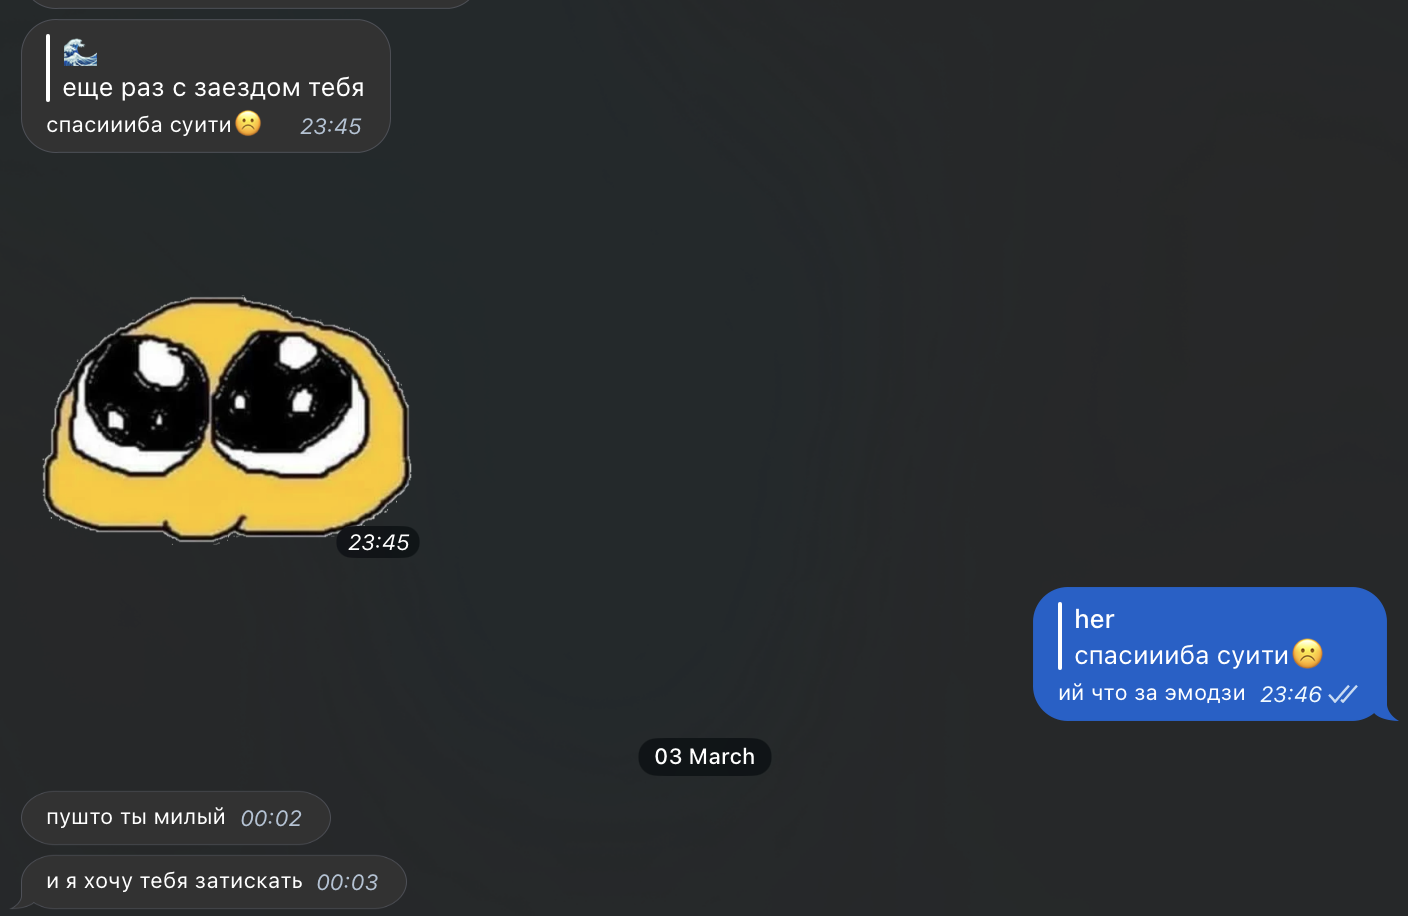 🌊
еще раз с заездом тебя
спасиииба суити☹️ 23:45
23:45
her
спасиииба суити☹️
ий что за эмодзи 23:46
03 March
пушто ты милый 00:02
и я хочу тебя затискать 00:03